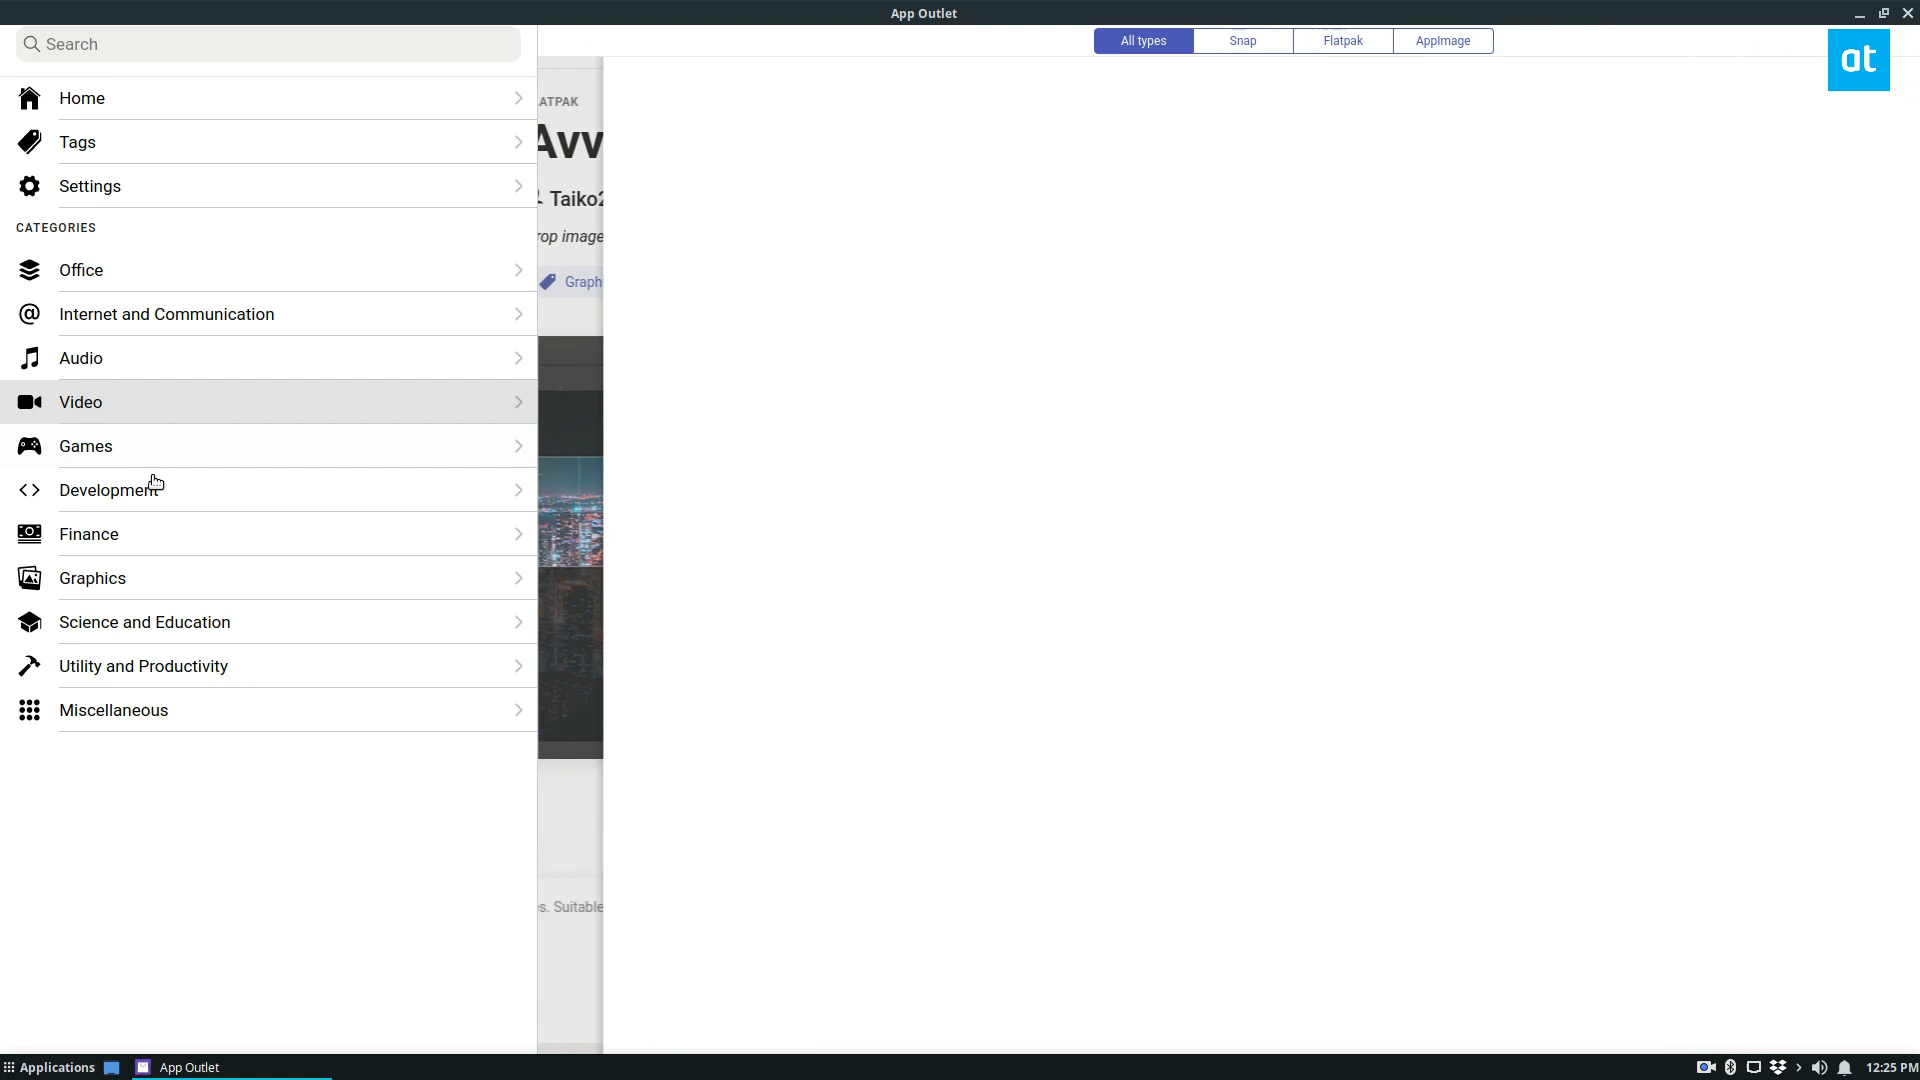 App Outlet
Search
All types
Snap
Flatpak
AppImage
at
Home
Tags
Settings
CATEGORIES
Office
Internet and Communication
Audio
Video
Games
Development
Finance
Graphics
Science and Education
Utility and Productivity
Miscellaneous
ATPAK
Avv
Taiko2
rop image
Graphi
es. Suitable
Applications
App Outlet
12:25 PM